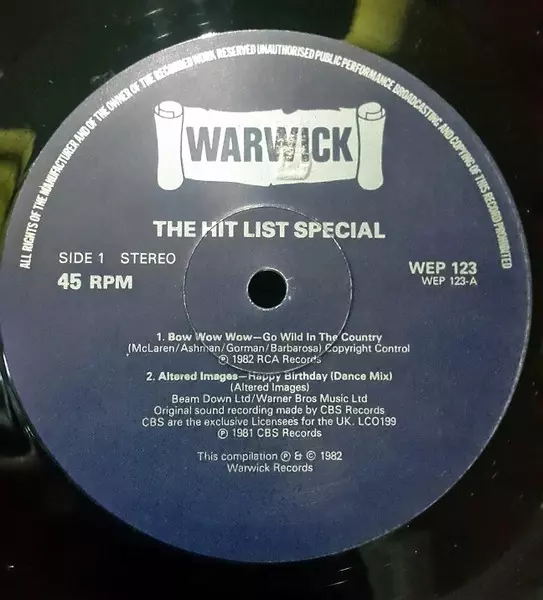 ALL RIGHTS OF THE MANUFACTURER AND OF THE OWNER OF THE RECORDED WORK RESERVED UNAUTHORISED PUBLIC PERFORMANCE BROADCASTING AND COPYING OF THIS RECORD PROHIBITED
WARWICK
THE HIT LIST SPECIAL
SIDE 1 STEREO
45 RPM
WEP 123
WEP 123-A
1. Bow Wow Wow—Go Wild In The Country
(McLaren/Ashman/Gorman/Barbarosa) Copyright Control
℗ 1982 RCA Records
2. Altered Images—Happy Birthday (Dance Mix)
(Altered Images)
Beam Down Ltd/Warner Bros Music Ltd
Original sound recording made by CBS Records
CBS are the exclusive Licensees for the UK. LCO199
℗ 1981 CBS Records
This compilation ℗ & © 1982
Warwick Records